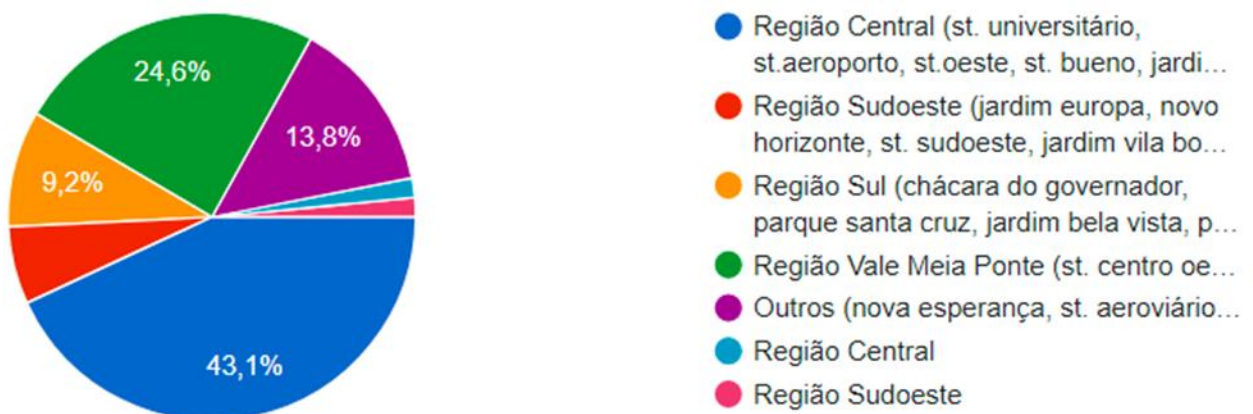 24,6%
13,8%
9,2%
43,1%
Região Central (st. universitário,
st.aeroporto, st.oeste, st. bueno, jardi...
Região Sudoeste (jardim europa, novo
horizonte, st. sudoeste, jardim vila bo...
Região Sul (chácara do governador,
parque santa cruz, jardim bela vista, p...
Região Vale Meia Ponte (st. centro oe...
Outros (nova esperança, st. aeroviário...
Região Central
Região Sudoeste